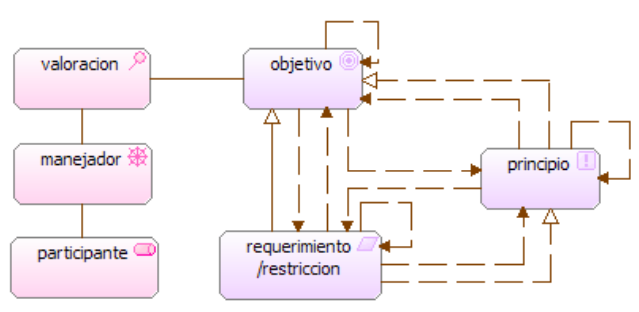 valoracion
objetivo
manejador
principio
participante
requerimiento
/restriccion